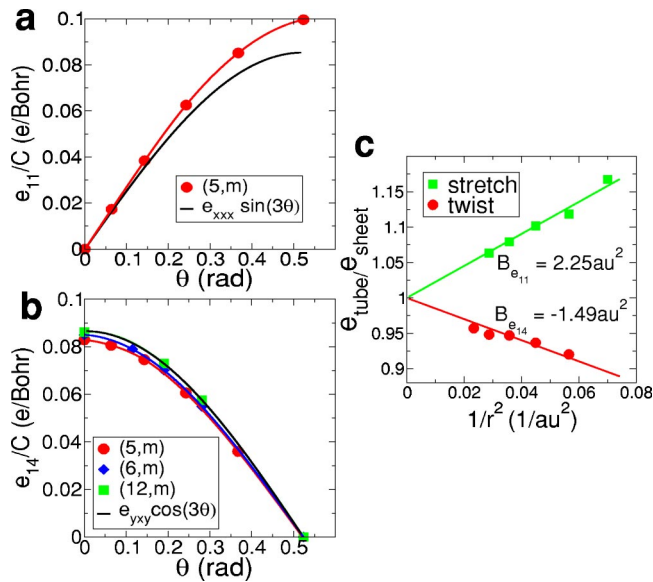 a
e11/C (e/Bohr)
0.1
0.08
0.06
0.04
0.02
0
(5,m)
exxx sin(3θ)
0 0.1 0.2 0.3 0.4 0.5
θ (rad)
b
e14/C (e/Bohr)
0.1
0.08
0.06
0.04
0.02
0
(5,m)
(6,m)
(12,m)
eyxycos(3θ)
0 0.1 0.2 0.3 0.4 0.5
θ (rad)
c
etube/esheet
1.15
1.1
1.05
1
0.95
0.9
stretch
twist
Be11 = 2.25au2
Be14 = -1.49au2
0 0.02 0.04 0.06 0.08
1/r2 (1/au2)